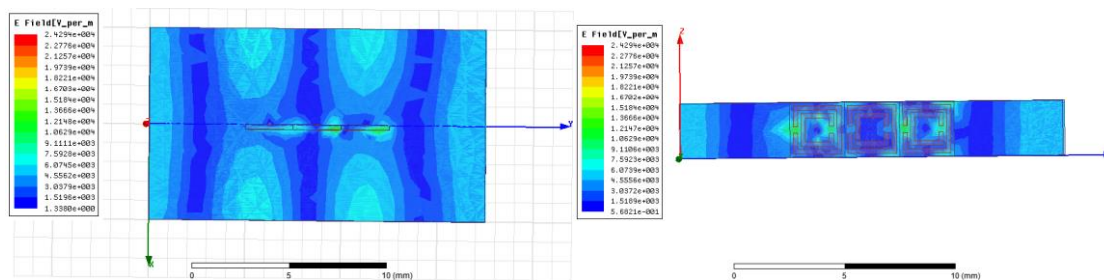 E Field[V_per_m
2.4294e+004
2.2776e+004
2.1257e+004
1.9739e+004
1.8221e+004
1.6703e+004
1.5184e+004
1.3666e+004
1.2148e+004
1.0629e+004
9.1111e+003
7.5928e+003
6.0745e+003
4.5562e+003
3.0379e+003
1.5196e+003
1.3380e+000
Y
X
0 5 10 (mm)
E Field[V_per_m
2.4294e+004
2.2776e+004
2.1257e+004
1.9739e+004
1.8221e+004
1.6702e+004
1.5184e+004
1.3666e+004
1.2147e+004
1.0629e+004
9.1106e+003
7.5923e+003
6.0739e+003
4.5556e+003
3.0372e+003
1.5189e+003
5.6821e-001
Z
0 5 10 (mm)